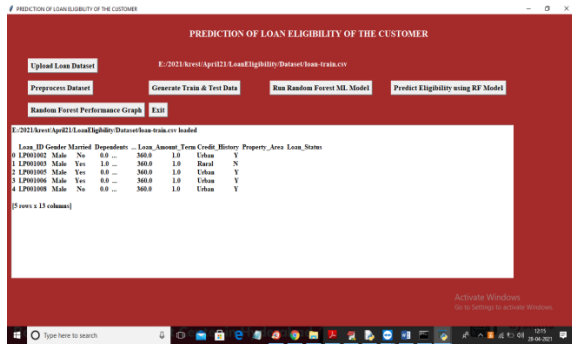 PREDICTION OF LOAN ELIGIBILITY OF THE CUSTOMER
PREDICTION OF LOAN ELIGIBILITY OF THE CUSTOMER
Upload Loan Dataset E:/2021/krest/April21/LoanEligibility/Dataset/loan-train.csv
Preprocess Dataset Generate Train & Test Data Run Random Forest ML Model Predict Eligibility using RF Model
Random Forest Performance Graph Exit
E:/2021/krest/April21/LoanEligibility/Dataset/loan-train.csv loaded
Loan_ID Gender Married Dependents ... Loan_Amount_Term Credit_History Property_Area Loan_Status
0 LP001002 Male No 0.0 ... 360.0 1.0 Urban Y
1 LP001003 Male Yes 1.0 ... 360.0 1.0 Rural N
2 LP001005 Male Yes 0.0 ... 360.0 1.0 Urban Y
3 LP001006 Male Yes 0.0 ... 360.0 1.0 Urban Y
4 LP001008 Male No 0.0 ... 360.0 1.0 Urban Y
[5 rows x 13 columns]
Activate Windows
Go to Settings to activate Windows.
Type here to search
12:15
28-04-2021